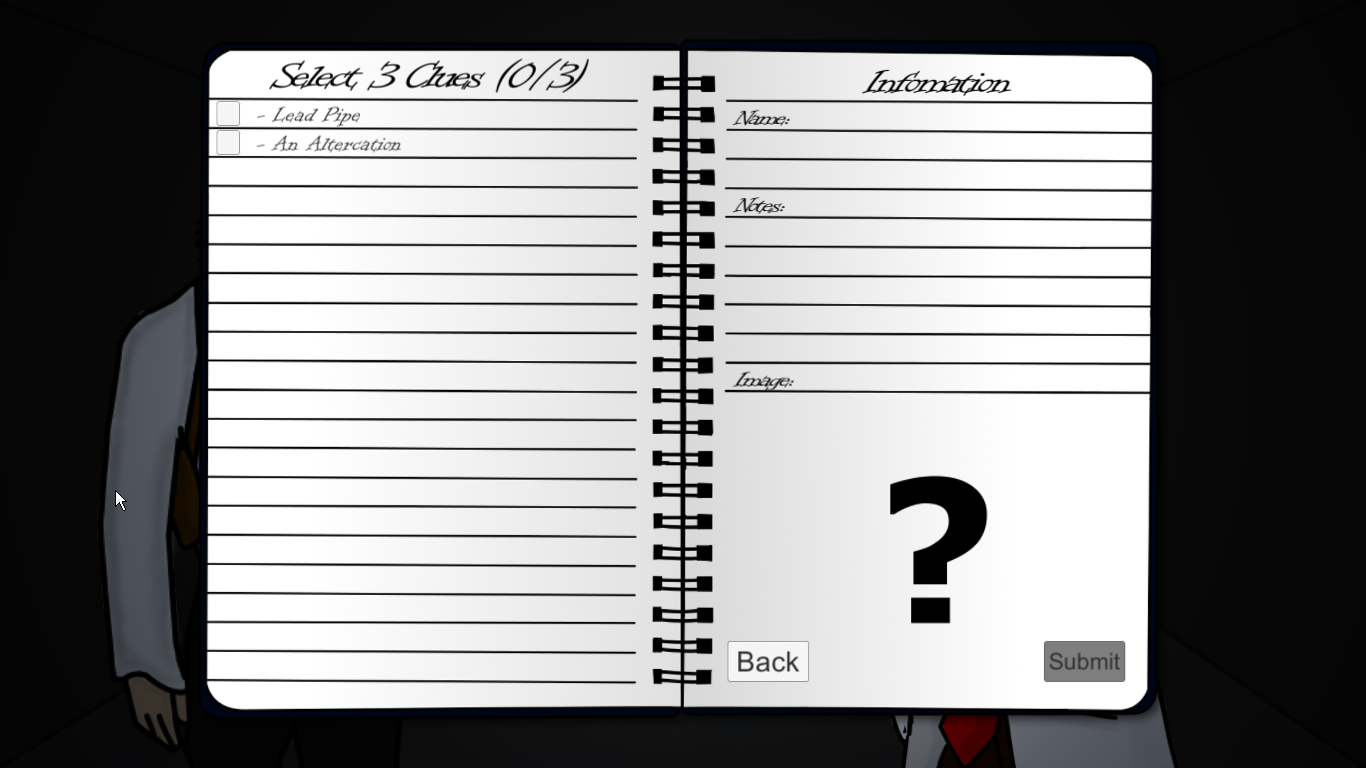 Select 3 Clues (0/3)
- Lead Pipe
- An Altercation
Infomation
Name:
Notes:
Image:
?
Back
Submit